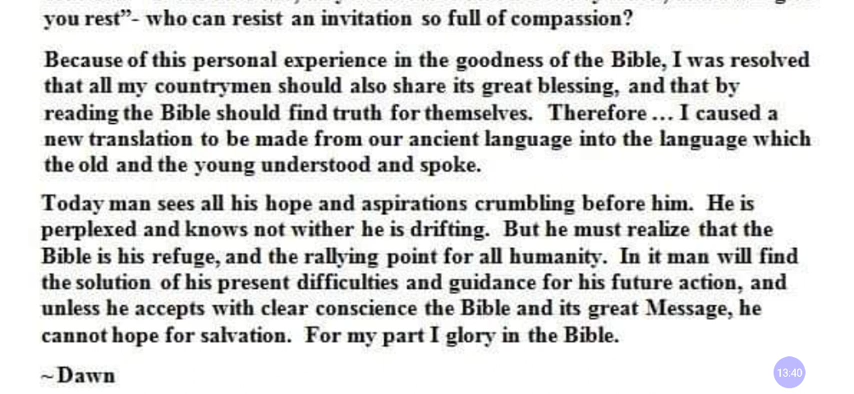 you rest”- who can resist an invitation so full of compassion?
Because of this personal experience in the goodness of the Bible, I was resolved
that all my countrymen should also share its great blessing, and that by
reading the Bible should find truth for themselves. Therefore ... I caused a
new translation to be made from our ancient language into the language which
the old and the young understood and spoke.
Today man sees all his hope and aspirations crumbling before him. He is
perplexed and knows not wither he is drifting. But he must realize that the
Bible is his refuge, and the rallying point for all humanity. In it man will find
the solution of his present difficulties and guidance for his future action, and
unless he accepts with clear conscience the Bible and its great Message, he
cannot hope for salvation. For my part I glory in the Bible.
~Dawn
13:40